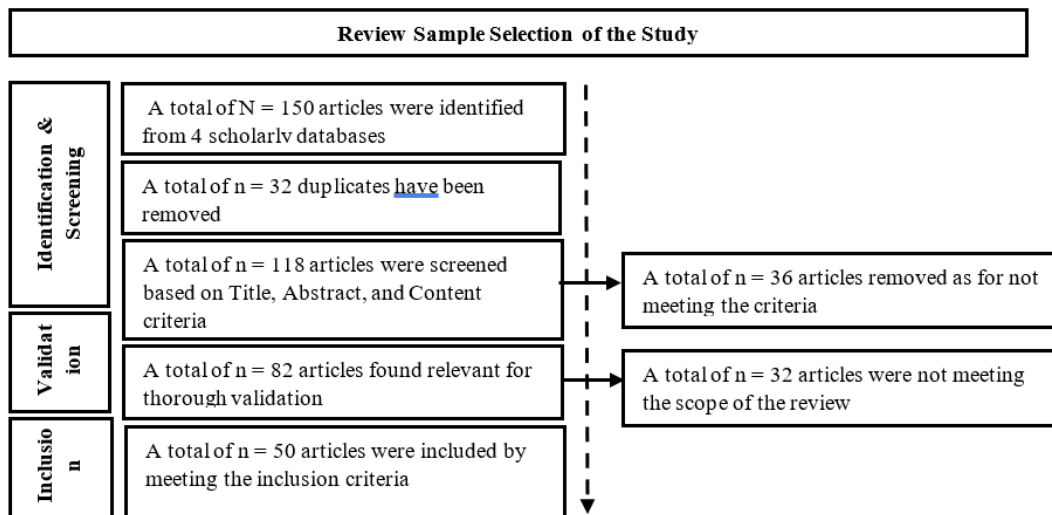 Review Sample Selection of the Study
Identification &
Screening
A total of N = 150 articles were identified
from 4 scholarly databases
A total of n = 32 duplicates have been
removed
A total of n = 118 articles were screened
based on Title, Abstract, and Content
criteria
A total of n = 36 articles removed as for not
meeting the criteria
Validat
ion
A total of n = 82 articles found relevant for
thorough validation
A total of n = 32 articles were not meeting
the scope of the review
Inclusio
n
A total of n = 50 articles were included by
meeting the inclusion criteria